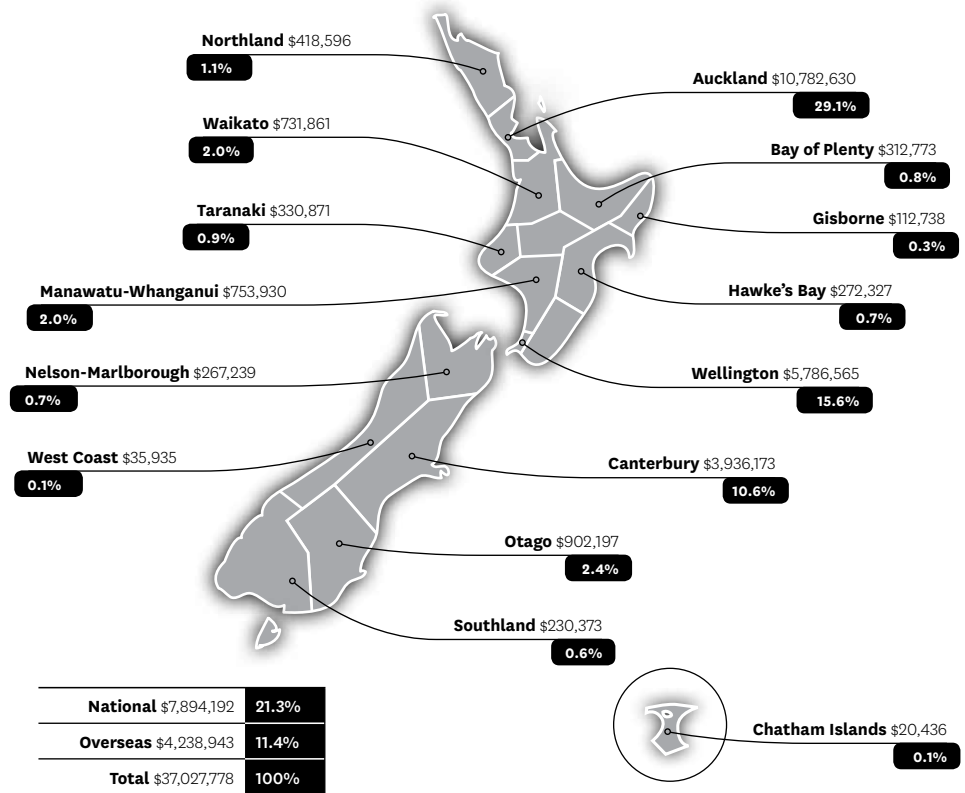 Northland $418,596
1.1%
Auckland $10,782,630
29.1%
Waikato $731,861
2.0%
Bay of Plenty $312,773
0.8%
Taranaki $330,871
0.9%
Gisborne $112,738
0.3%
Manawatu-Whanganui $753,930
2.0%
Hawke’s Bay $272,327
0.7%
Nelson-Marlborough $267,239
0.7%
Wellington $5,786,565
15.6%
West Coast $35,935
0.1%
Canterbury $3,936,173
10.6%
Otago $902,197
2.4%
Southland $230,373
0.6%
National $7,894,192 21.3%
Overseas $4,238,943 11.4%
Total $37,027,778 100%
Chatham Islands $20,436
0.1%